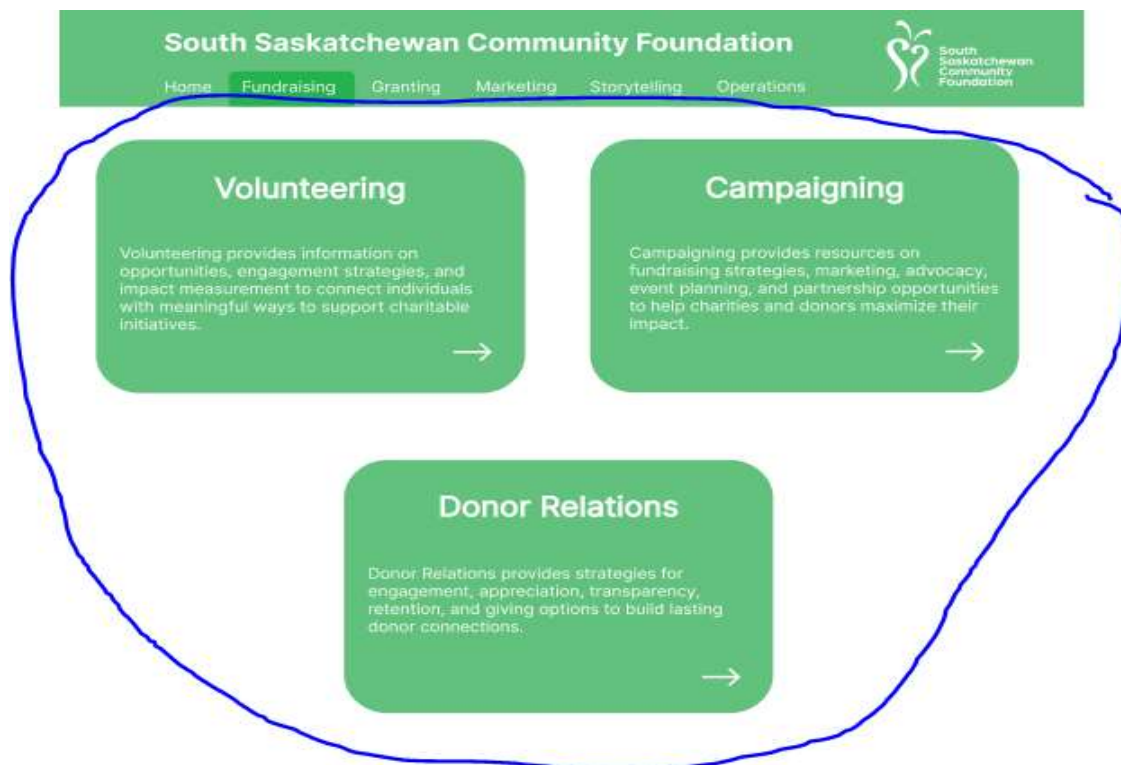 South Saskatchewan Community Foundation
South
Saskatchewan
Community
Foundation
Home Fundraising Granting Marketing Storytelling Operations
Volunteering
Volunteering provides information on
opportunities, engagement strategies, and
impact measurement to connect individuals
with meaningful ways to support charitable
initiatives.
Campaigning
Campaigning provides resources on
fundraising strategies, marketing, advocacy,
event planning, and partnership opportunities
to help charities and donors maximize their
impact.
Donor Relations
Donor Relations provides strategies for
engagement, appreciation, transparency,
retention, and giving options to build lasting
donor connections.